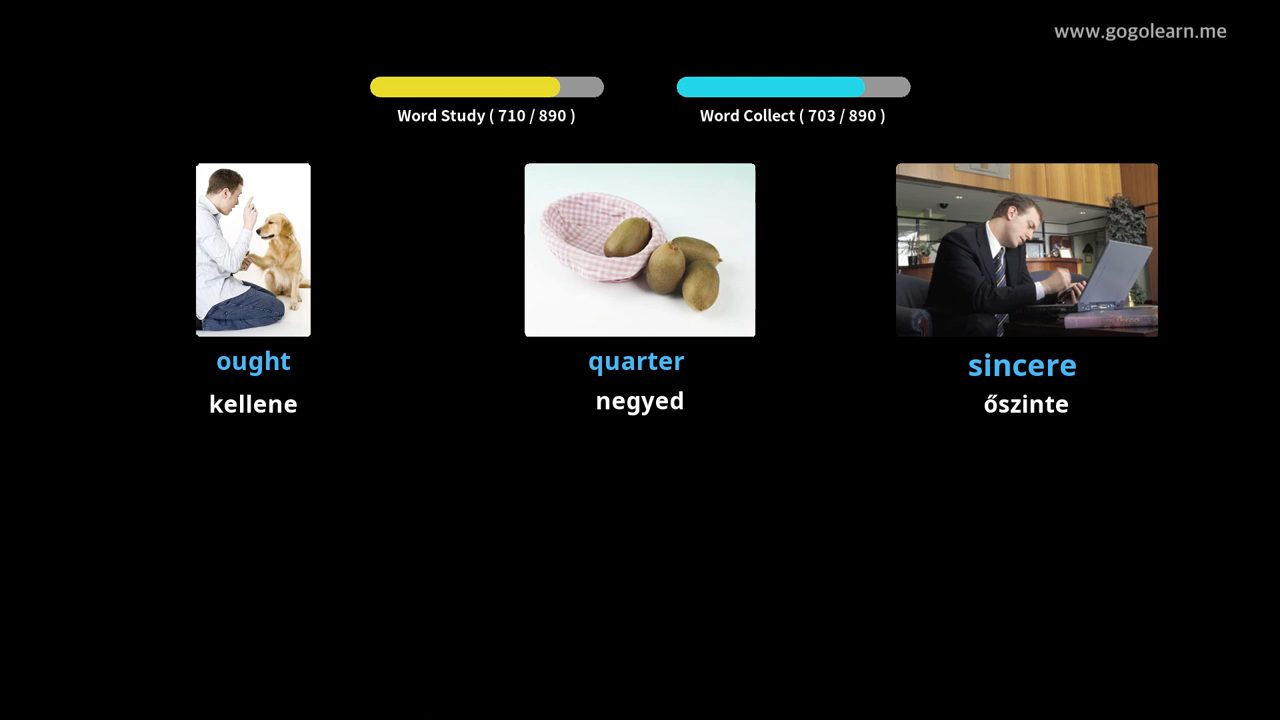 www.gogolearn.me
Word Study ( 710 / 890 )
Word Collect ( 703 / 890 )
ought
kellene
quarter
negyed
sincere
őszinte